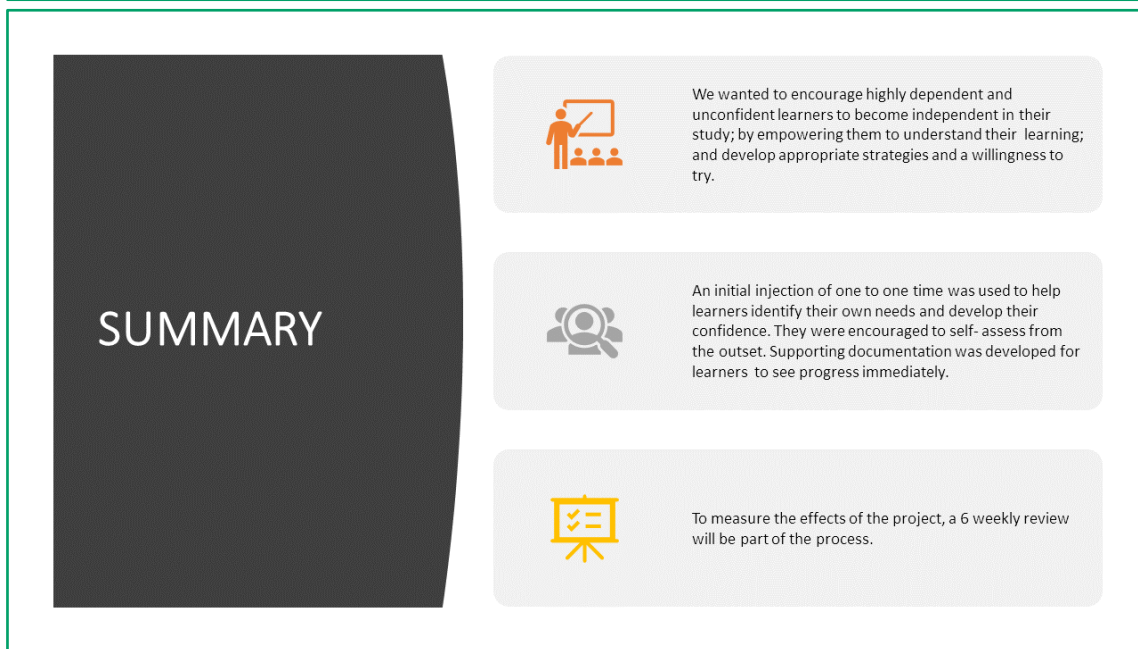 SUMMARY
We wanted to encourage highly dependent and
unconfident learners to become independent in their
study; by empowering them to understand their learning;
and develop appropriate strategies and a willingness to
try.
An initial injection of one to one time was used to help
learners identify their own needs and develop their
confidence. They were encouraged to self- assess from
the outset. Supporting documentation was developed for
learners to see progress immediately.
To measure the effects of the project, a 6 weekly review
will be part of the process.